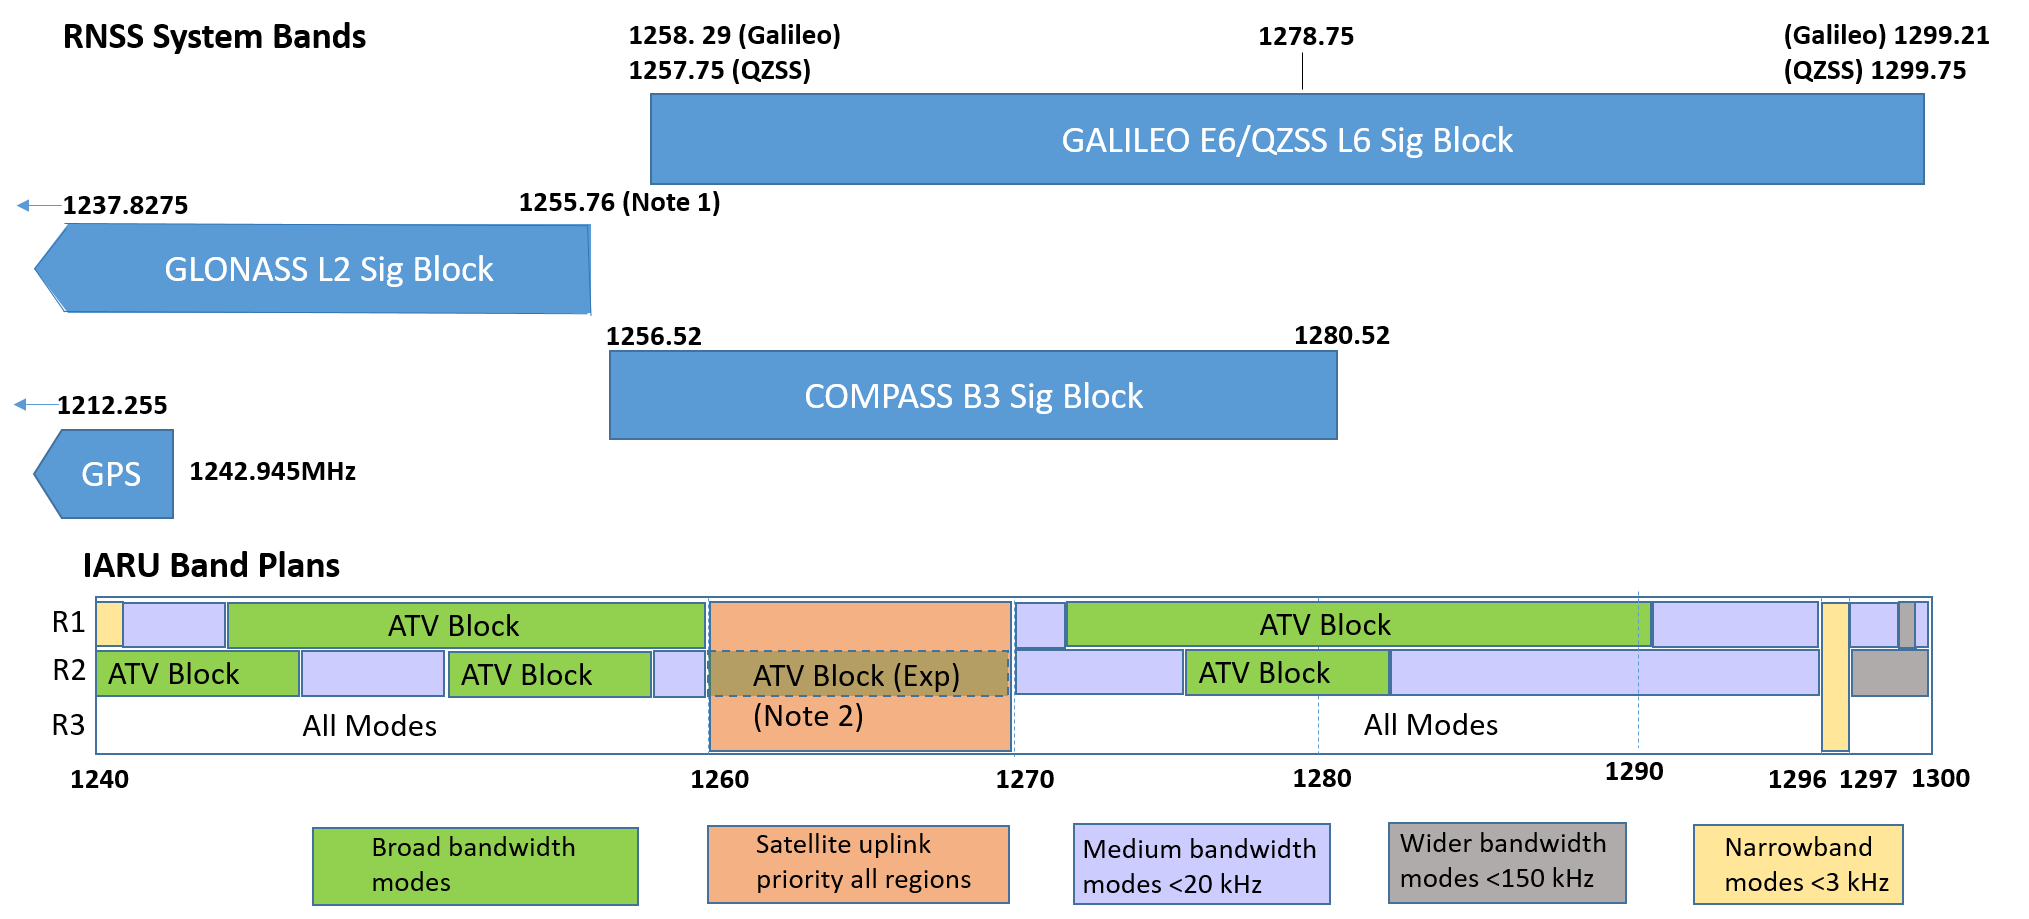 RNSS System Bands
1258. 29 (Galileo)
1257.75 (QZSS)
1278.75
(Galileo) 1299.21
(QZSS) 1299.75
GALILEO E6/QZSS L6 Sig Block
1237.8275
1255.76 (Note 1)
GLONASS L2 Sig Block
1256.52
1280.52
COMPASS B3 Sig Block
1212.255
GPS
1242.945MHz
IARU Band Plans
R1
ATV Block
ATV Block
R2
ATV Block
ATV Block
ATV Block (Exp)
(Note 2)
ATV Block
R3
All Modes
All Modes
1240
1260
1270
1280
1290
1296
1297
1300
Broad bandwidth
modes
Satellite uplink
priority all regions
Medium bandwidth
modes <20 kHz
Wider bandwidth
modes <150 kHz
Narrowband
modes <3 kHz